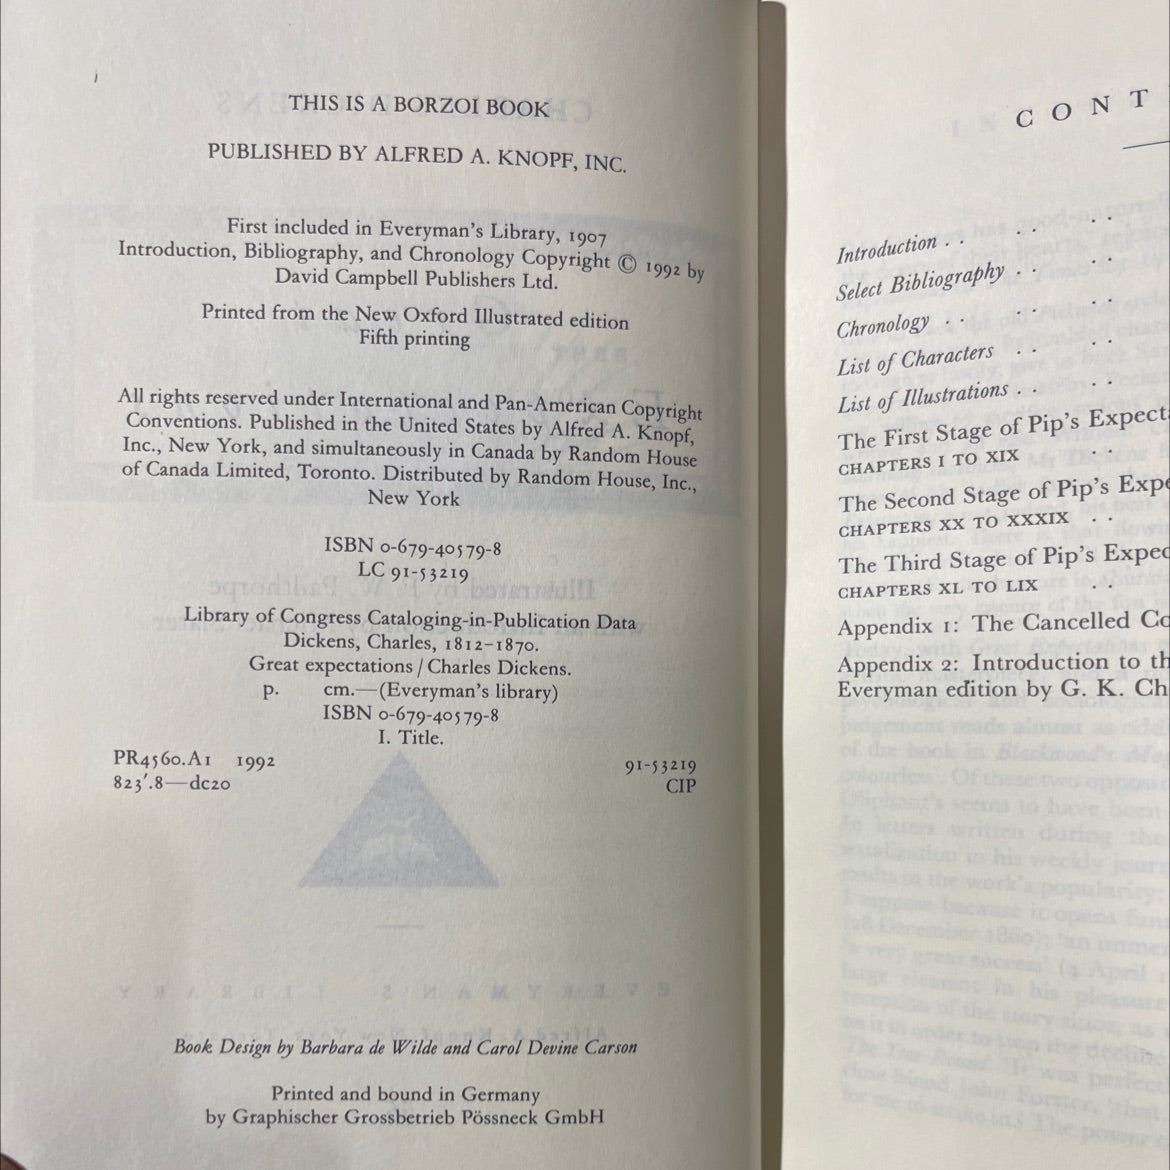 THIS IS A BORZOI BOOK
PUBLISHED BY ALFRED A. KNOPF, INC.
First included in Everyman's Library, 1907
Introduction, Bibliography, and Chronology Copyright © 1992 by
David Campbell Publishers Ltd.
Printed from the New Oxford Illustrated edition
Fifth printing
All rights reserved under International and Pan-American Copyright
Conventions. Published in the United States by Alfred A. Knopf,
Inc., New York, and simultaneously in Canada by Random House
of Canada Limited, Toronto. Distributed by Random House, Inc.,
New York
ISBN 0-679-40579-8
LC 91-53219
Library of Congress Cataloging-in-Publication Data
Dickens, Charles, 1812–1870.
Great expectations / Charles Dickens.
p. cm.—(Everyman's library)
ISBN 0-679-40579-8
I. Title.
PR4560.A1 1992 91-53219
823'.8—dc20 CIP
Book Design by Barbara de Wilde and Carol Devine Carson
Printed and bound in Germany
by Graphischer Grossbetrieb Pössneck GmbH
C O N T
Introduction . . . . . .
Select Bibliography . . . .
Chronology . . . . . .
List of Characters . . . .
List of Illustrations . . . .
The First Stage of Pip's Expect
CHAPTERS I TO XIX . .
The Second Stage of Pip's Expe
CHAPTERS XX TO XXXIX . .
The Third Stage of Pip's Expec
CHAPTERS XL TO LIX . .
Appendix 1: The Cancelled Co
Appendix 2: Introduction to th
Everyman edition by G. K. Ch